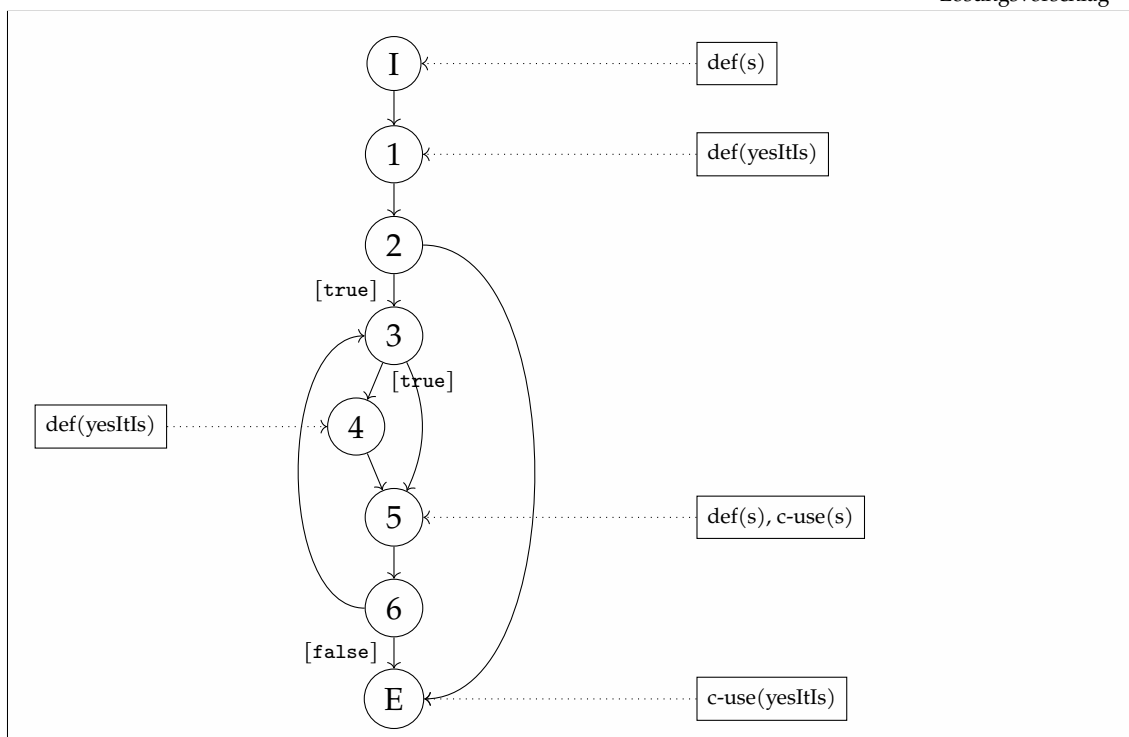 I
def(s)
1
def(yesItIs)
2
[true]
3
[true]
def(yesItIs)
4
5
def(s), c-use(s)
6
[false]
E
c-use(yesItIs)